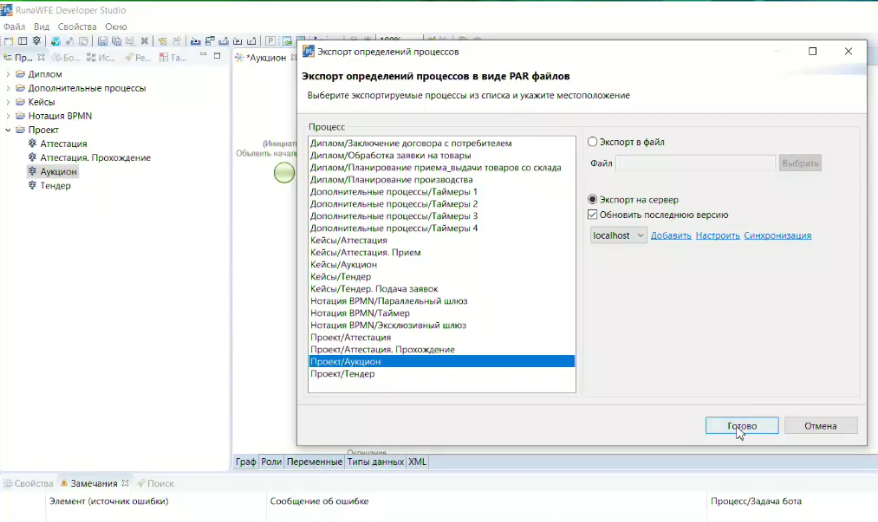 RunaWFE Developer Studio
Файл Вид Свойства Окно
Пр... Бо... Ис... Ре... Та...
*Аукцион
Диплом
Дополнительные процессы
Кейсы
Нотация BPMN
Проект
Аттестация
Аттестация. Прохождение
Аукцион
Тендер
(Инициат
Объявить начал
Экспорт определений процессов
Экспорт определений процессов в виде PAR файлов
Выберите экспортируемые процессы из списка и укажите местоположение
Процесс
Диплом/Заключение договора с потребителем
Диплом/Обработка заявки на товары
Диплом/Планирование приема_выдачи товаров со склада
Диплом/Планирование производства
Дополнительные процессы/Таймеры 1
Дополнительные процессы/Таймеры 2
Дополнительные процессы/Таймеры 3
Дополнительные процессы/Таймеры 4
Кейсы/Аттестация
Кейсы/Аттестация. Прием
Кейсы/Аукцион
Кейсы/Тендер
Кейсы/Тендер. Подача заявок
Нотация BPMN/Параллельный шлюз
Нотация BPMN/Таймер
Нотация BPMN/Эксклюзивный шлюз
Проект/Аттестация
Проект/Аттестация. Прохождение
Проект/Аукцион
Проект/Тендер
Экспорт в файл
Файл Выбрать
Экспорт на сервер
Обновить последнюю версию
localhost Добавить Настроить Синхронизация
Готово Отмена
Граф Роли Переменные Типы данных XML
Свойства Замечания Поиск
Элемент (источник ошибки) Сообщение об ошибке Процесс/Задача бота